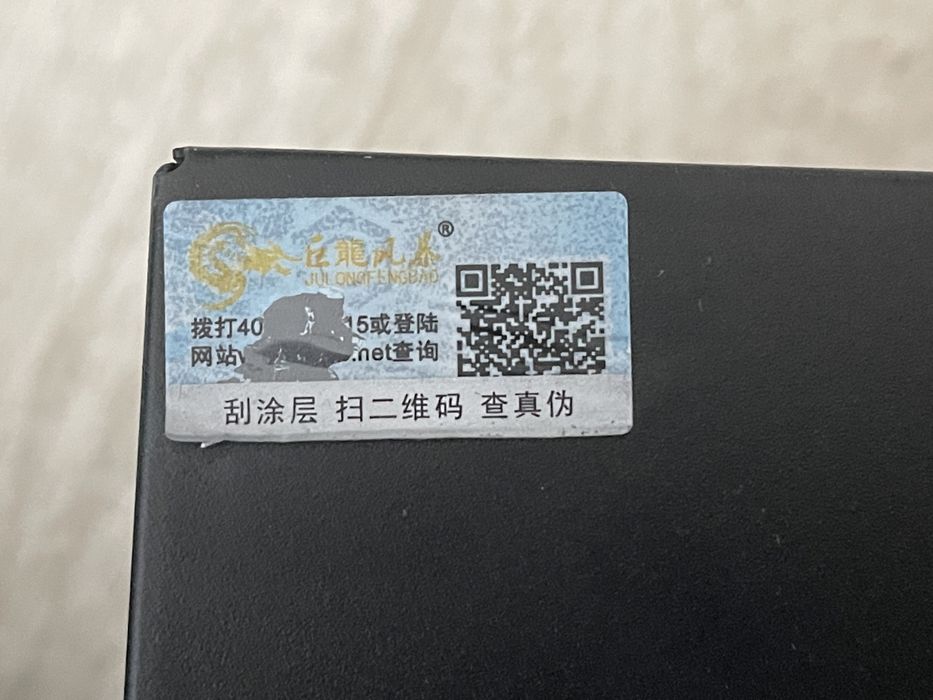 巨龍风暴®
JULONGFENGBAO
拨打40 15或登陆
网站w .net查询
刮涂层 扫二维码 查真伪